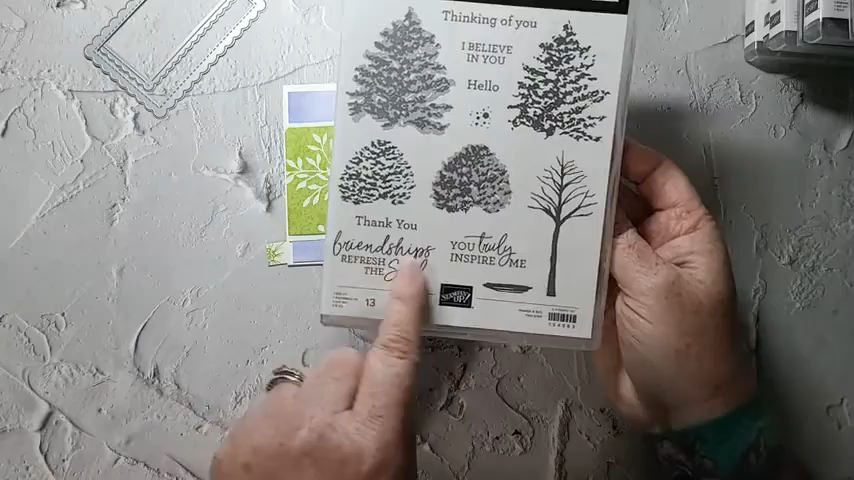 Thinking of you
I BELIEVE
IN YOU
Hello
Thank You
friendships
REFRESH
THE
YOU truly
INSPIRE ME
13
STAMPIN' UP!